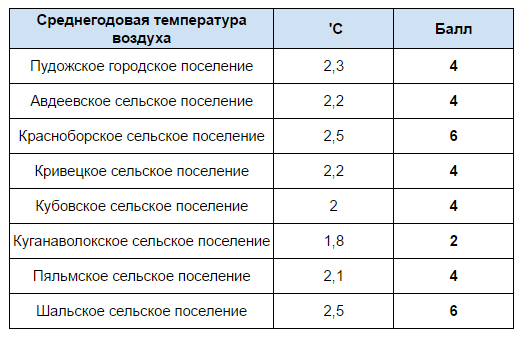 Среднегодовая температура воздуха 'С Балл
Пудожское городское поселение 2,3 4
Авдеевское сельское поселение 2,2 4
Красноборское сельское поселение 2,5 6
Кривецкое сельское поселение 2,2 4
Кубовское сельское поселение 2 4
Куганаволокское сельское поселение 1,8 2
Пяльмское сельское поселение 2,1 4
Шальское сельское поселение 2,5 6